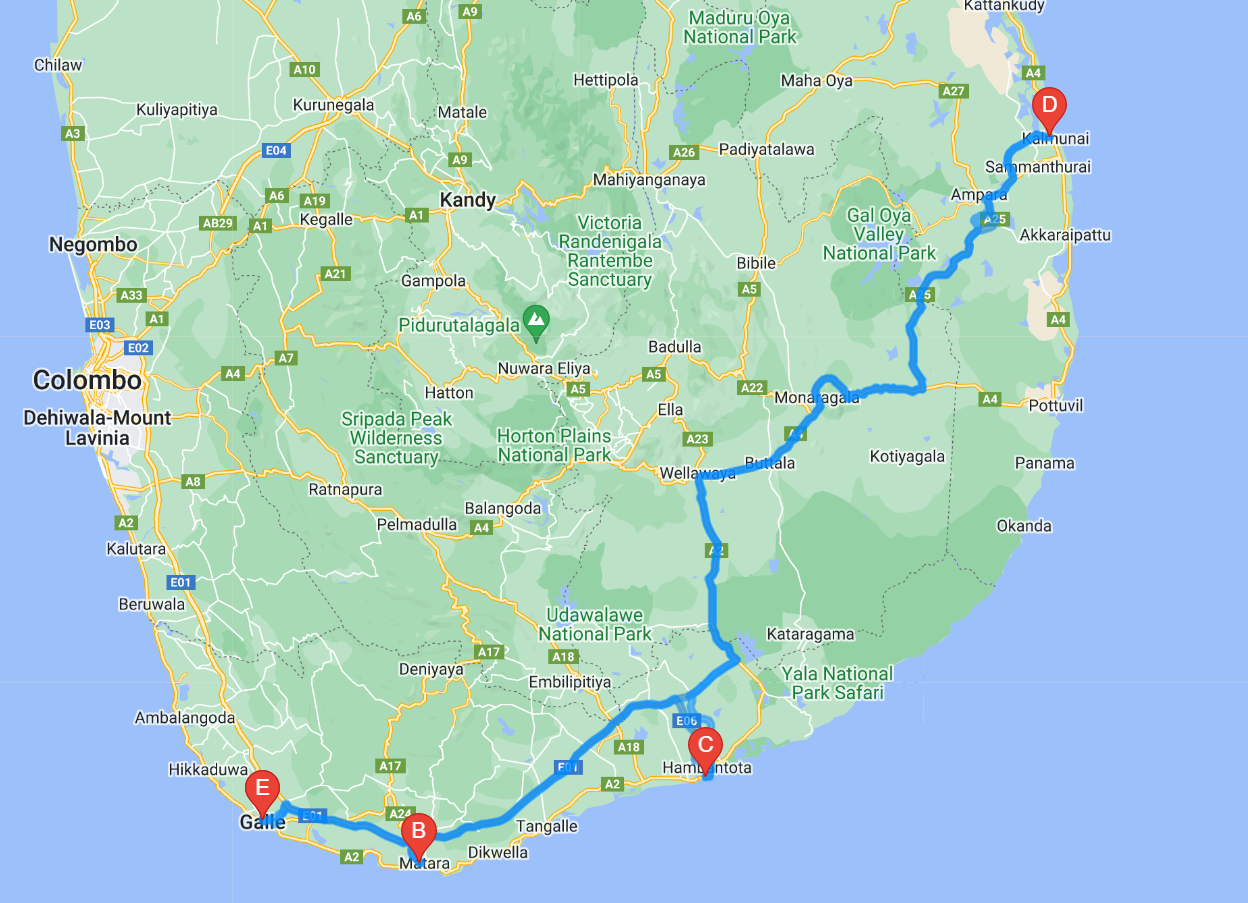 Kattankudy
Maduru Oya
National Park
A6
A9
Chilaw
A10
Hettipola
Maha Oya
A4
A27
Kurunegala
Kuliyapitiya
Matale
D
A3
Kalmunai
E04
A9
A26
Padiyatalawa
Sammanthurai
Mahiyanganaya
A6
A19
Kandy
Ampara
AB29
A1
Kegalle
A1
Victoria
Randenigala
Rantembe
Sanctuary
Gal Oya
Valley
National Park
A25
Akkaraipattu
Negombo
Bibile
A21
Gampola
A5
A33
A25
E03
A1
Pidurutalagala
A4
E02
Badulla
A7
Nuwara Eliya
Colombo
A4
A5
A5
A22
Hatton
Monaragala
A4
Pottuvil
Dehiwala-Mount
Lavinia
Sripada Peak
Wilderness
Sanctuary
Ella
A23
A4
Horton Plains
National Park
Kotiyagala
Buttala
Panama
Wellawaya
A8
Ratnapura
Balangoda
A2
Pelmadulla
A4
Okanda
Kalutara
A2
E01
Beruwala
Udawalawe
National Park
Kataragama
A17
A18
Deniyaya
Embilipitiya
Yala National
Park Safari
Ambalangoda
E06
C
A18
Hikkaduwa
A17
E01
Hambantota
A2
E
Galle
E01
A24
B
Tangalle
A2
Matara
Dikwella